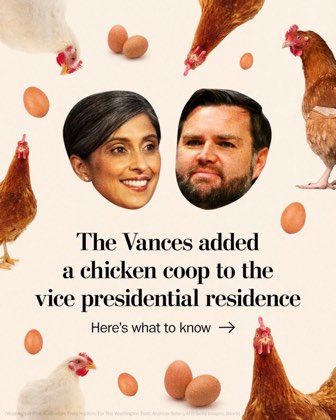 The Vances added
a chicken coop to the
vice presidential residence
Here's what to know →